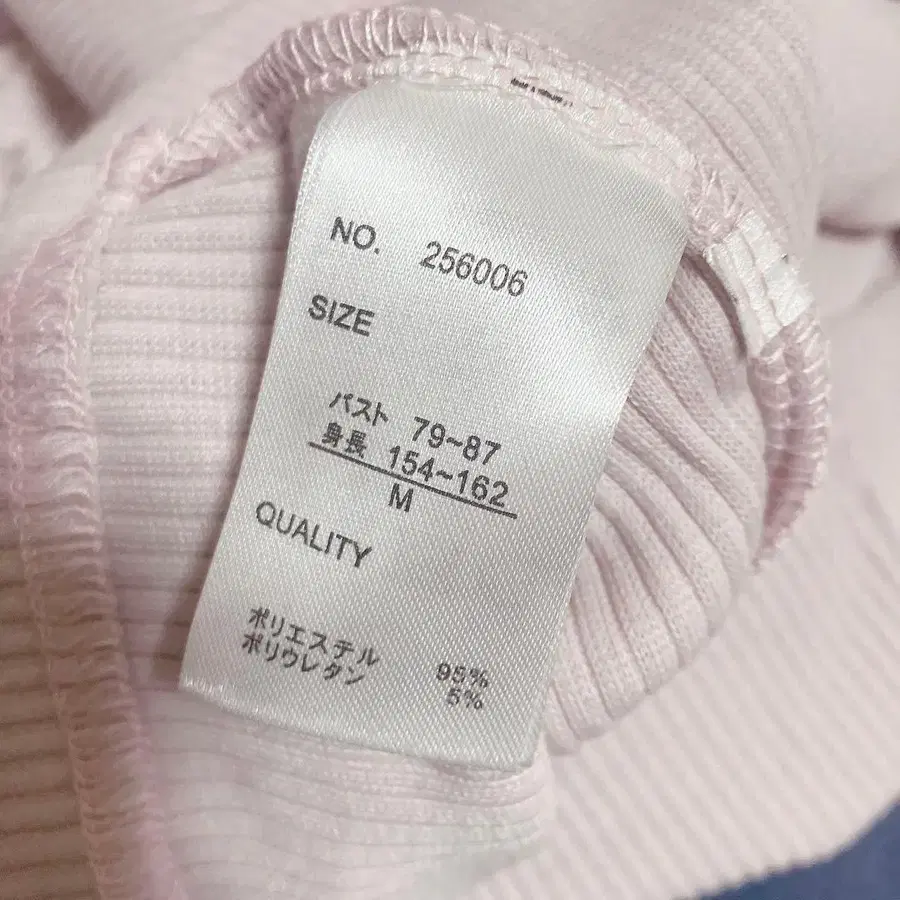 NO. 256006
SIZE
バスト 79~87
身長 154~162
M
QUALITY
ポリエステル 95%
ポリウレタン 5%